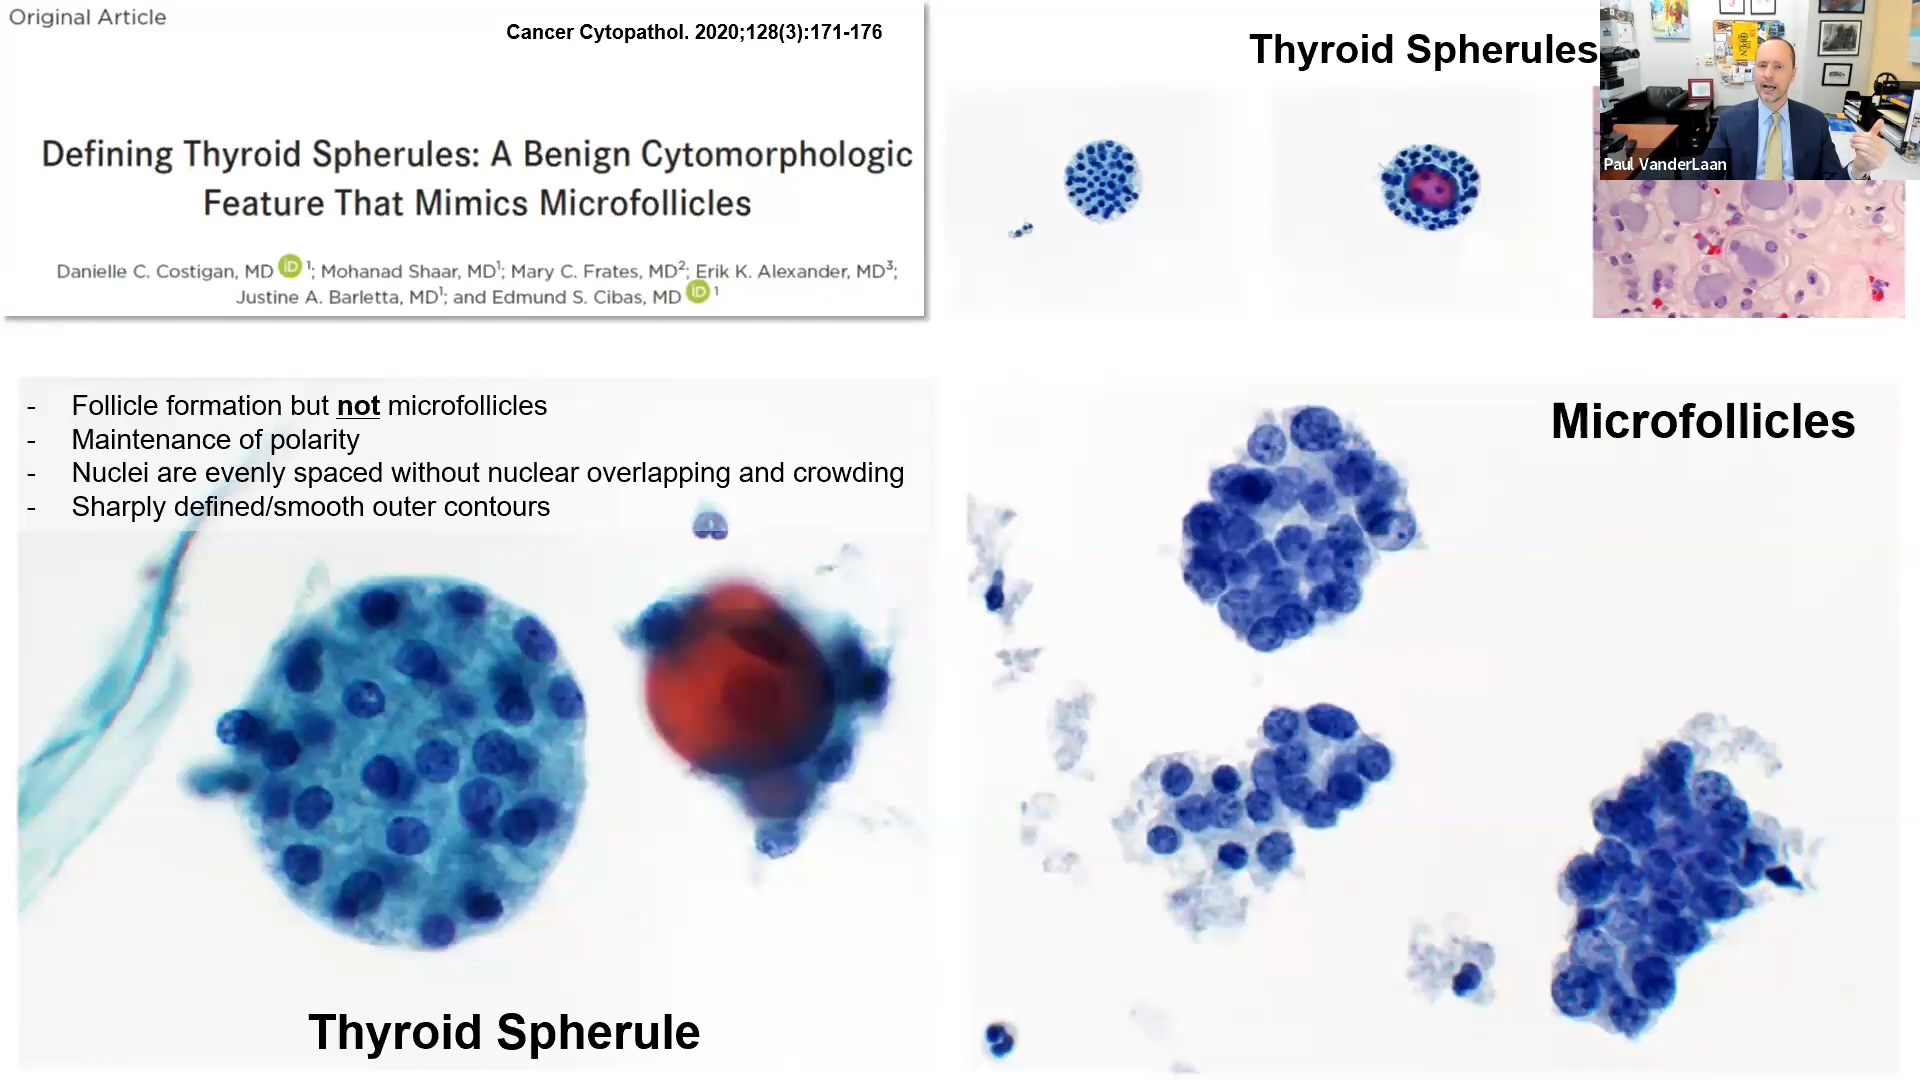 Original Article
Cancer Cytopathol. 2020;128(3):171-176
Defining Thyroid Spherules: A Benign Cytomorphologic
Feature That Mimics Microfollicles
Danielle C. Costigan, MD iD 1; Mohanad Shaar, MD1; Mary C. Frates, MD2; Erik K. Alexander, MD3;
Justine A. Barletta, MD1; and Edmund S. Cibas, MD iD 1
Thyroid Spherules
Paul VanderLaan
- Follicle formation but not microfollicles
- Maintenance of polarity
- Nuclei are evenly spaced without nuclear overlapping and crowding
- Sharply defined/smooth outer contours
Thyroid Spherule
Microfollicles